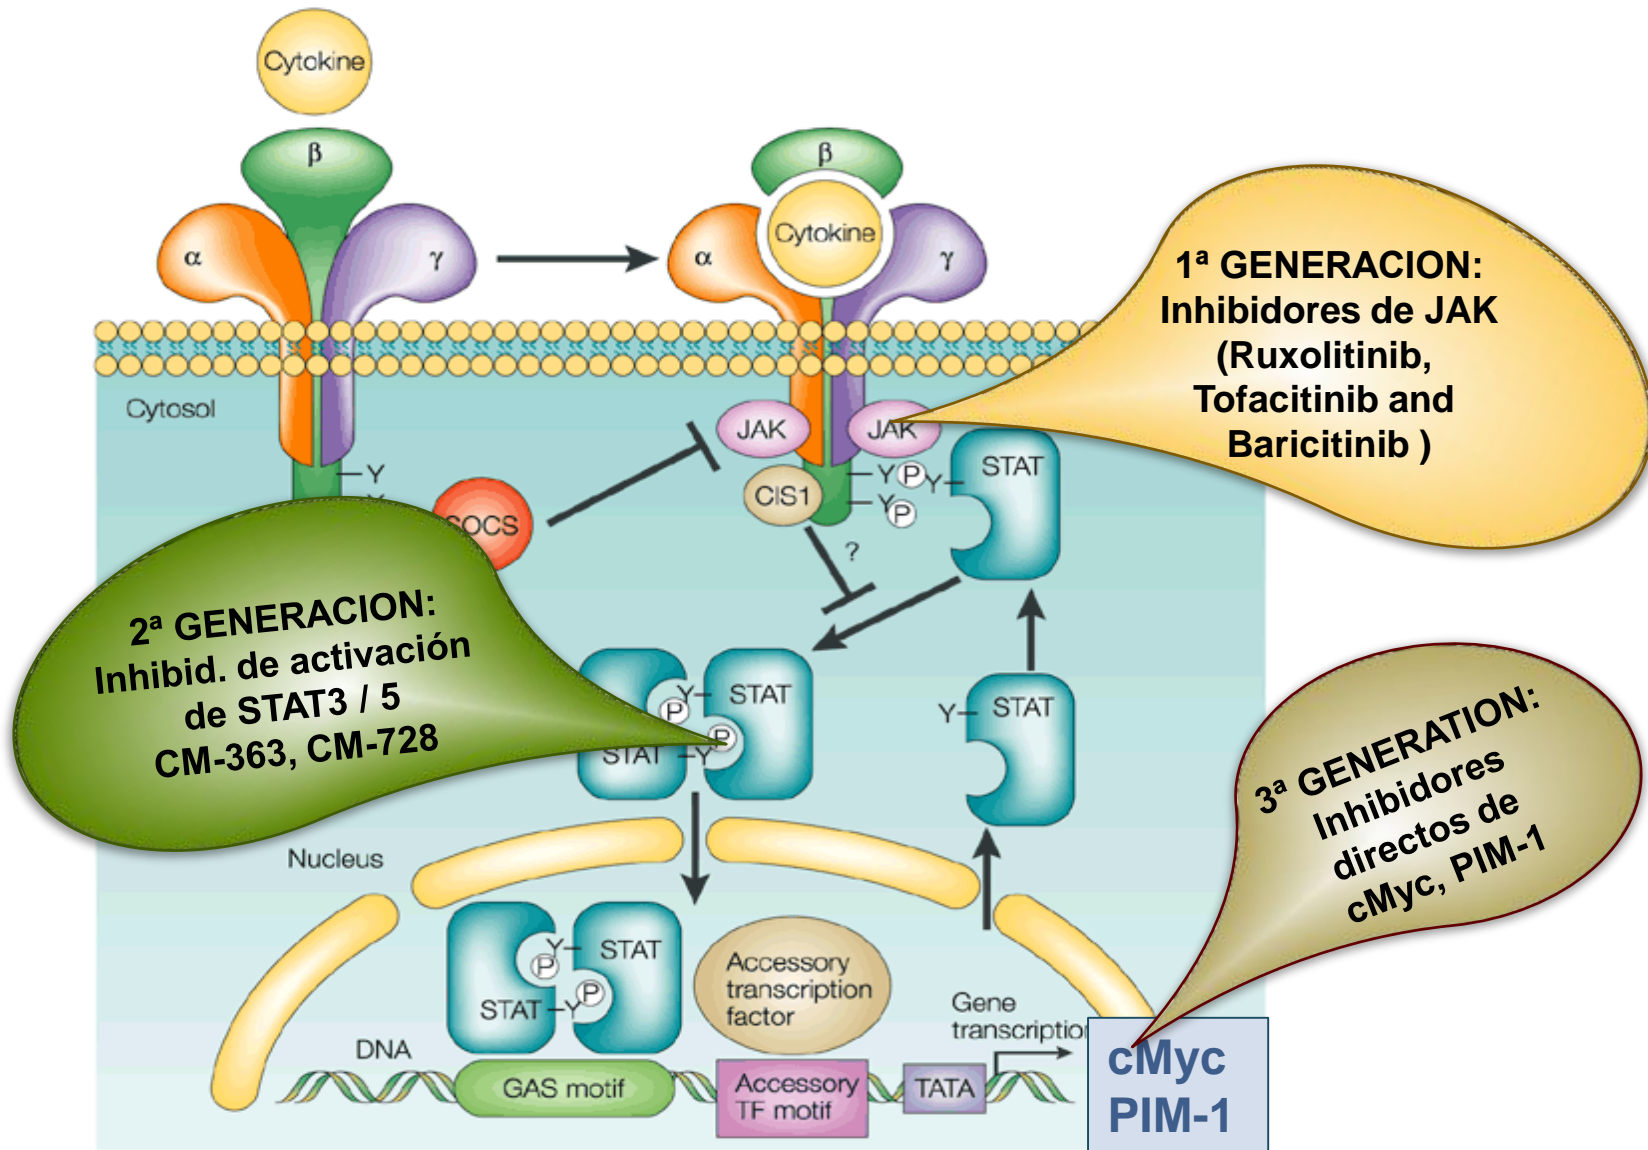 Cytokine
β
α
γ
β
Cytokine
α
γ
1ª GENERACION:
Inhibidores de JAK
(Ruxolitinib,
Tofacitinib and
Baricitinib )
Cytosol
JAK
JAK
Y
Y
SOCS
CIS1
Y P
Y P
Y
STAT
?
2ª GENERACION:
Inhibid. de activación
de STAT3 / 5
CM-363, CM-728
Y
P
STAT
P
STAT
Y
Y
STAT
3ª GENERATION:
Inhibidores
directos de
cMyc, PIM-1
Nucleus
Y
P
STAT
P
STAT
Y
Accessory
transcription
factor
Gene
transcription
DNA
GAS motif
Accessory
TF motif
TATA
cMyc
PIM-1